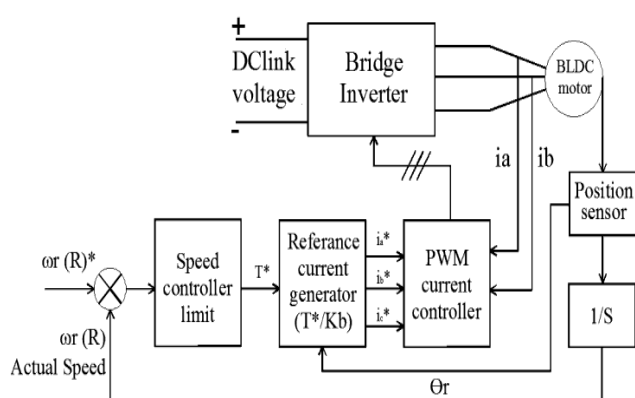 +
DClink
voltage
-
Bridge
Inverter
BLDC
motor
ia
ib
Position
sensor
1/S
ωr (R)*
ωr (R)
Actual Speed
Speed
controller
limit
T*
Referance
current
generator
(T*/Kb)
ia*
ib*
ic*
PWM
current
controller
Θr